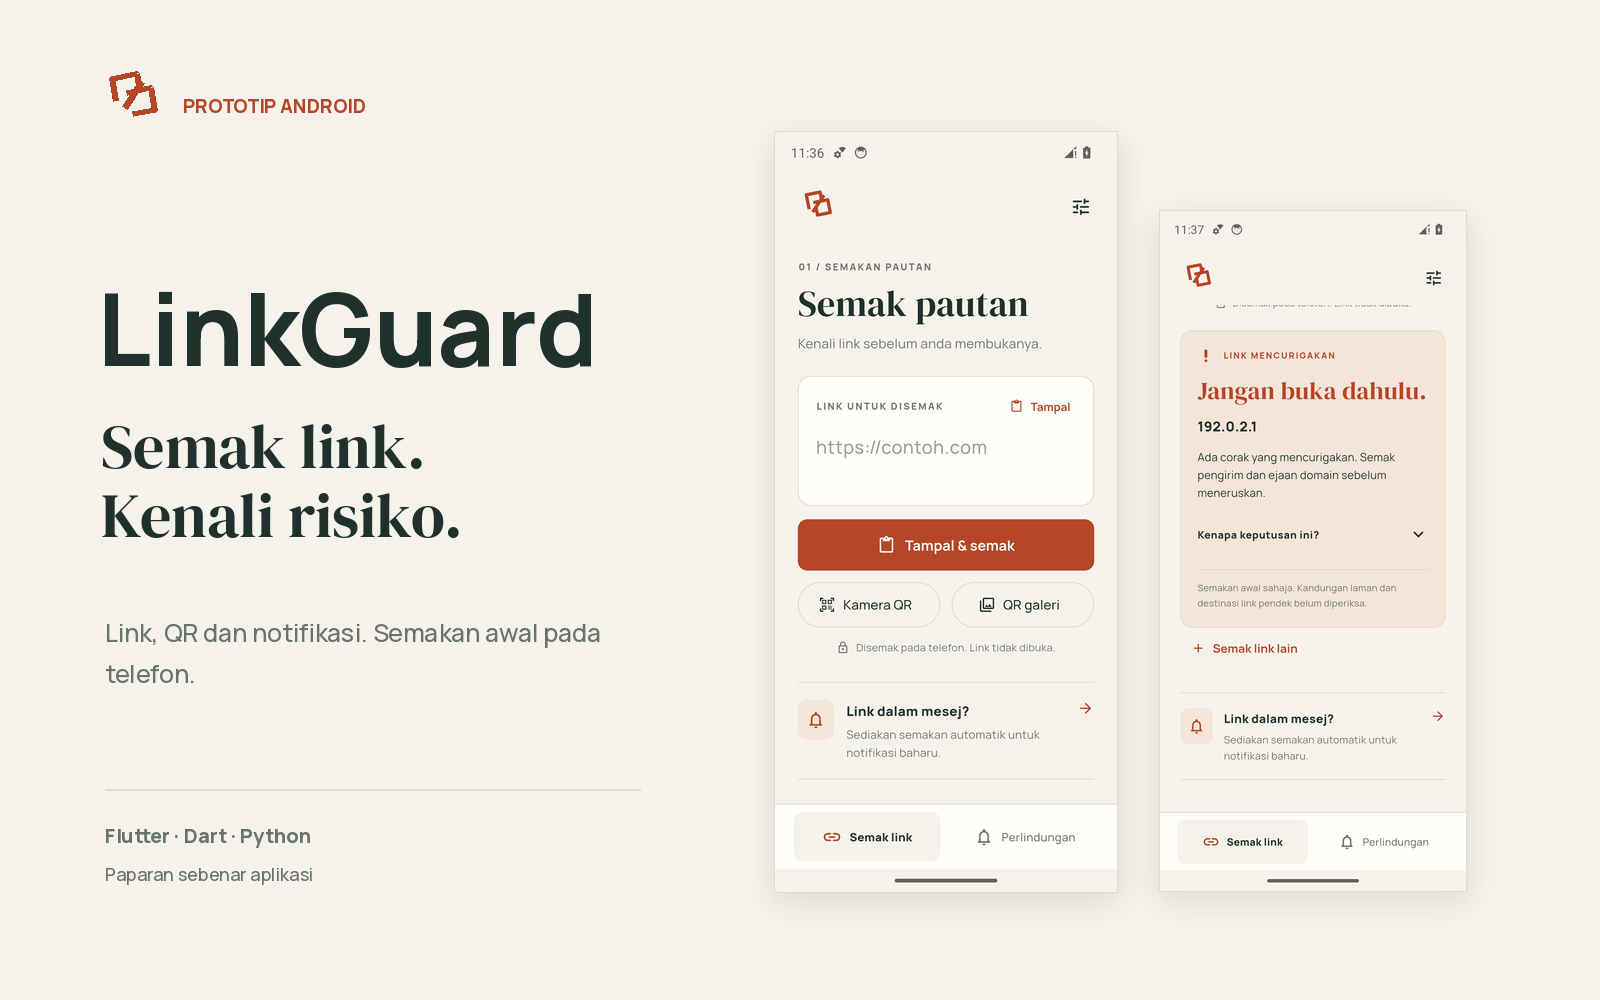 PROTOTIP ANDROID
LinkGuard
Semak link.
Kenali risiko.
Link, QR dan notifikasi. Semakan awal pada
telefon.
Flutter · Dart · Python
Paparan sebenar aplikasi
11:36
01 / SEMAKAN PAUTAN
Semak pautan
Kenali link sebelum anda membukanya.
LINK UNTUK DISEMAK
Tampal
https://contoh.com
Tampal & semak
Kamera QR
QR galeri
Disemak pada telefon. Link tidak dibuka.
Link dalam mesej?
Sediakan semakan automatik untuk
notifikasi baharu.
Semak link
Perlindungan
11:37
Disemak pada telefon. Link tidak dibuka.
LINK MENCURIGAKAN
Jangan buka dahulu.
192.0.2.1
Ada corak yang mencurigakan. Semak
pengirim dan ejaan domain sebelum
meneruskan.
Kenapa keputusan ini?
Semakan awal sahaja. Kandungan laman dan
destinasi link pendek belum diperiksa.
Semak link lain
Link dalam mesej?
Sediakan semakan automatik untuk
notifikasi baharu.
Semak link
Perlindungan